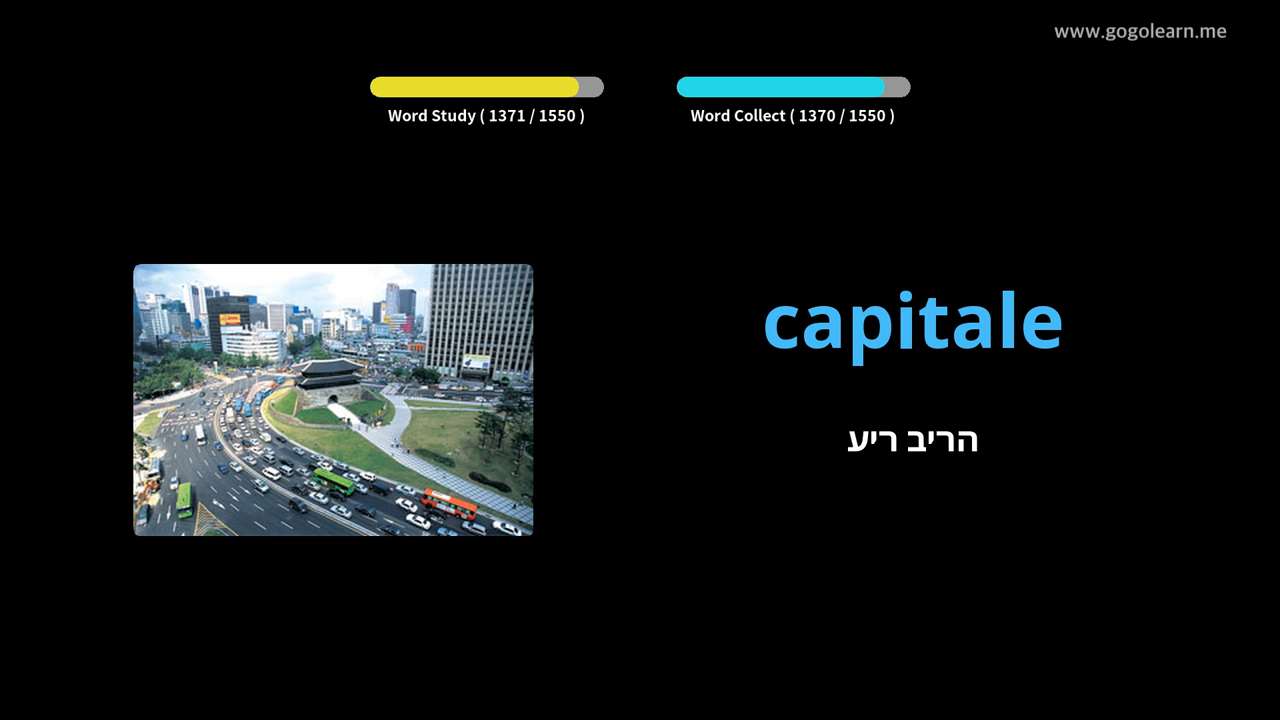 www.gogolearn.me
Word Study ( 1371 / 1550 )
Word Collect ( 1370 / 1550 )
capitale
הריב ריע